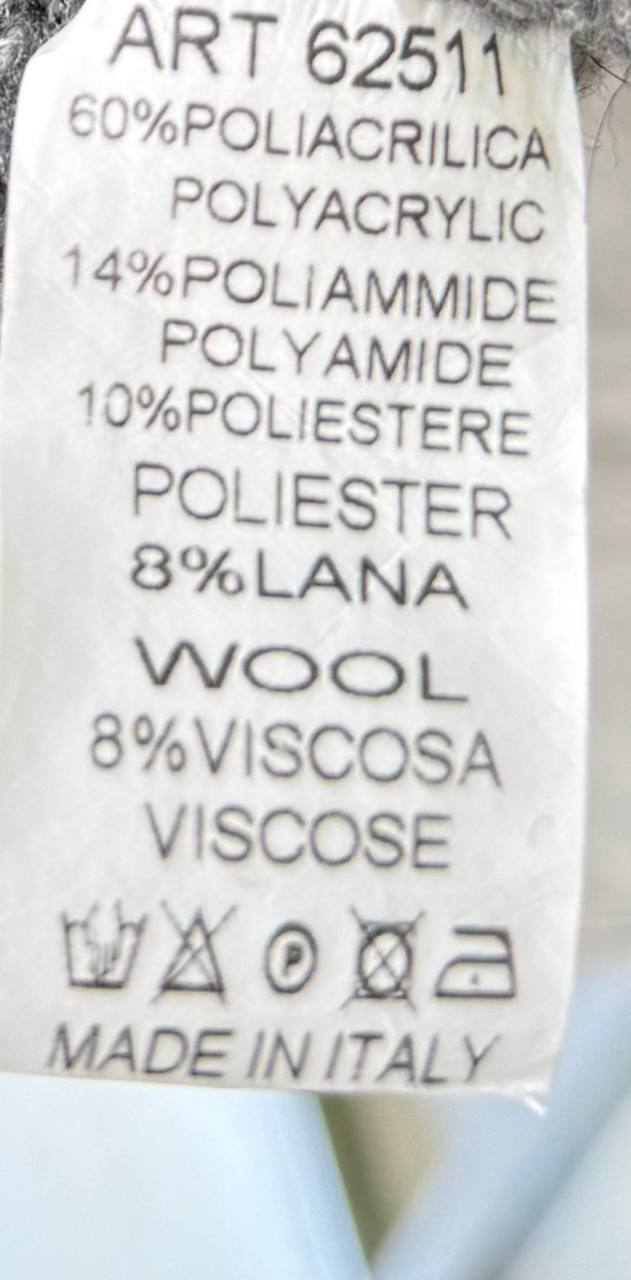 ART 62511
60%POLIACRILICA
POLYACRYLIC
14%POLIAMMIDE
POLYAMIDE
10%POLIESTERE
POLIESTER
8%LANA
WOOL
8%VISCOSA
VISCOSE
P
MADE IN ITALY